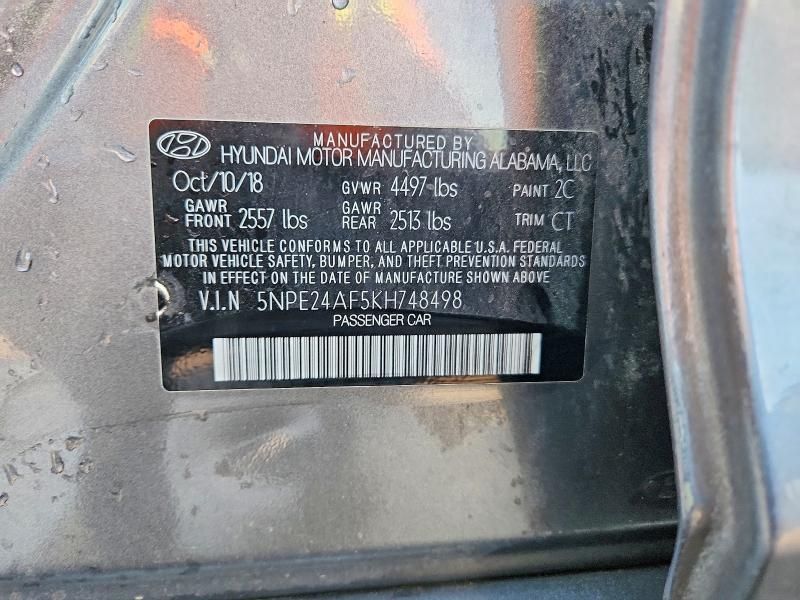 MANUFACTURED BY
HYUNDAI MOTOR MANUFACTURING ALABAMA, LLC
Oct/10/18 GVWR 4497 lbs PAINT 2C
GAWR FRONT 2557 lbs GAWR REAR 2513 lbs TRIM CT
THIS VEHICLE CONFORMS TO ALL APPLICABLE U.S.A. FEDERAL
MOTOR VEHICLE SAFETY, BUMPER, AND THEFT PREVENTION STANDARDS
IN EFFECT ON THE DATE OF MANUFACTURE SHOWN ABOVE.
V.I.N 5NPE24AF5KH748498
PASSENGER CAR